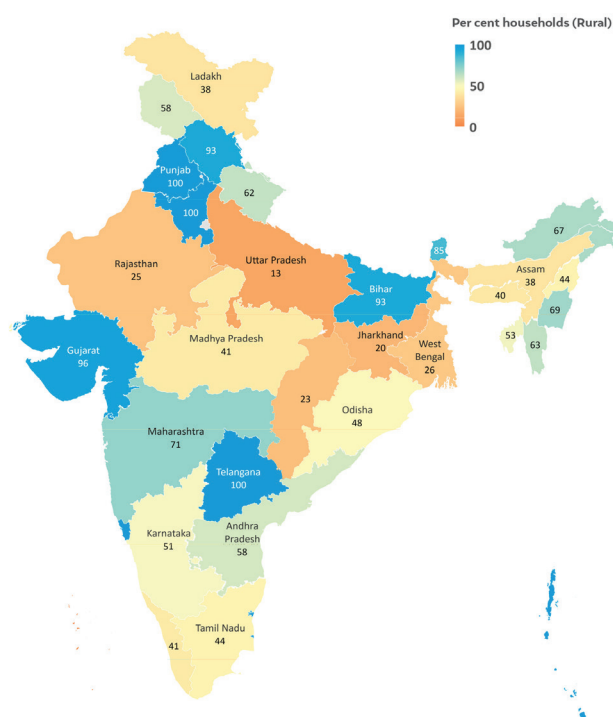 Per cent households (Rural)
100
50
0
Ladakh
38
58
93
Punjab
100
100
62
Rajasthan
25
Uttar Pradesh
13
Bihar
93
85
67
Assam
38
44
40
69
53
63
Gujarat
96
Madhya Pradesh
41
Jharkhand
20
West
Bengal
26
23
Odisha
48
Maharashtra
71
Telangana
100
Karnataka
51
Andhra
Pradesh
58
41
Tamil Nadu
44